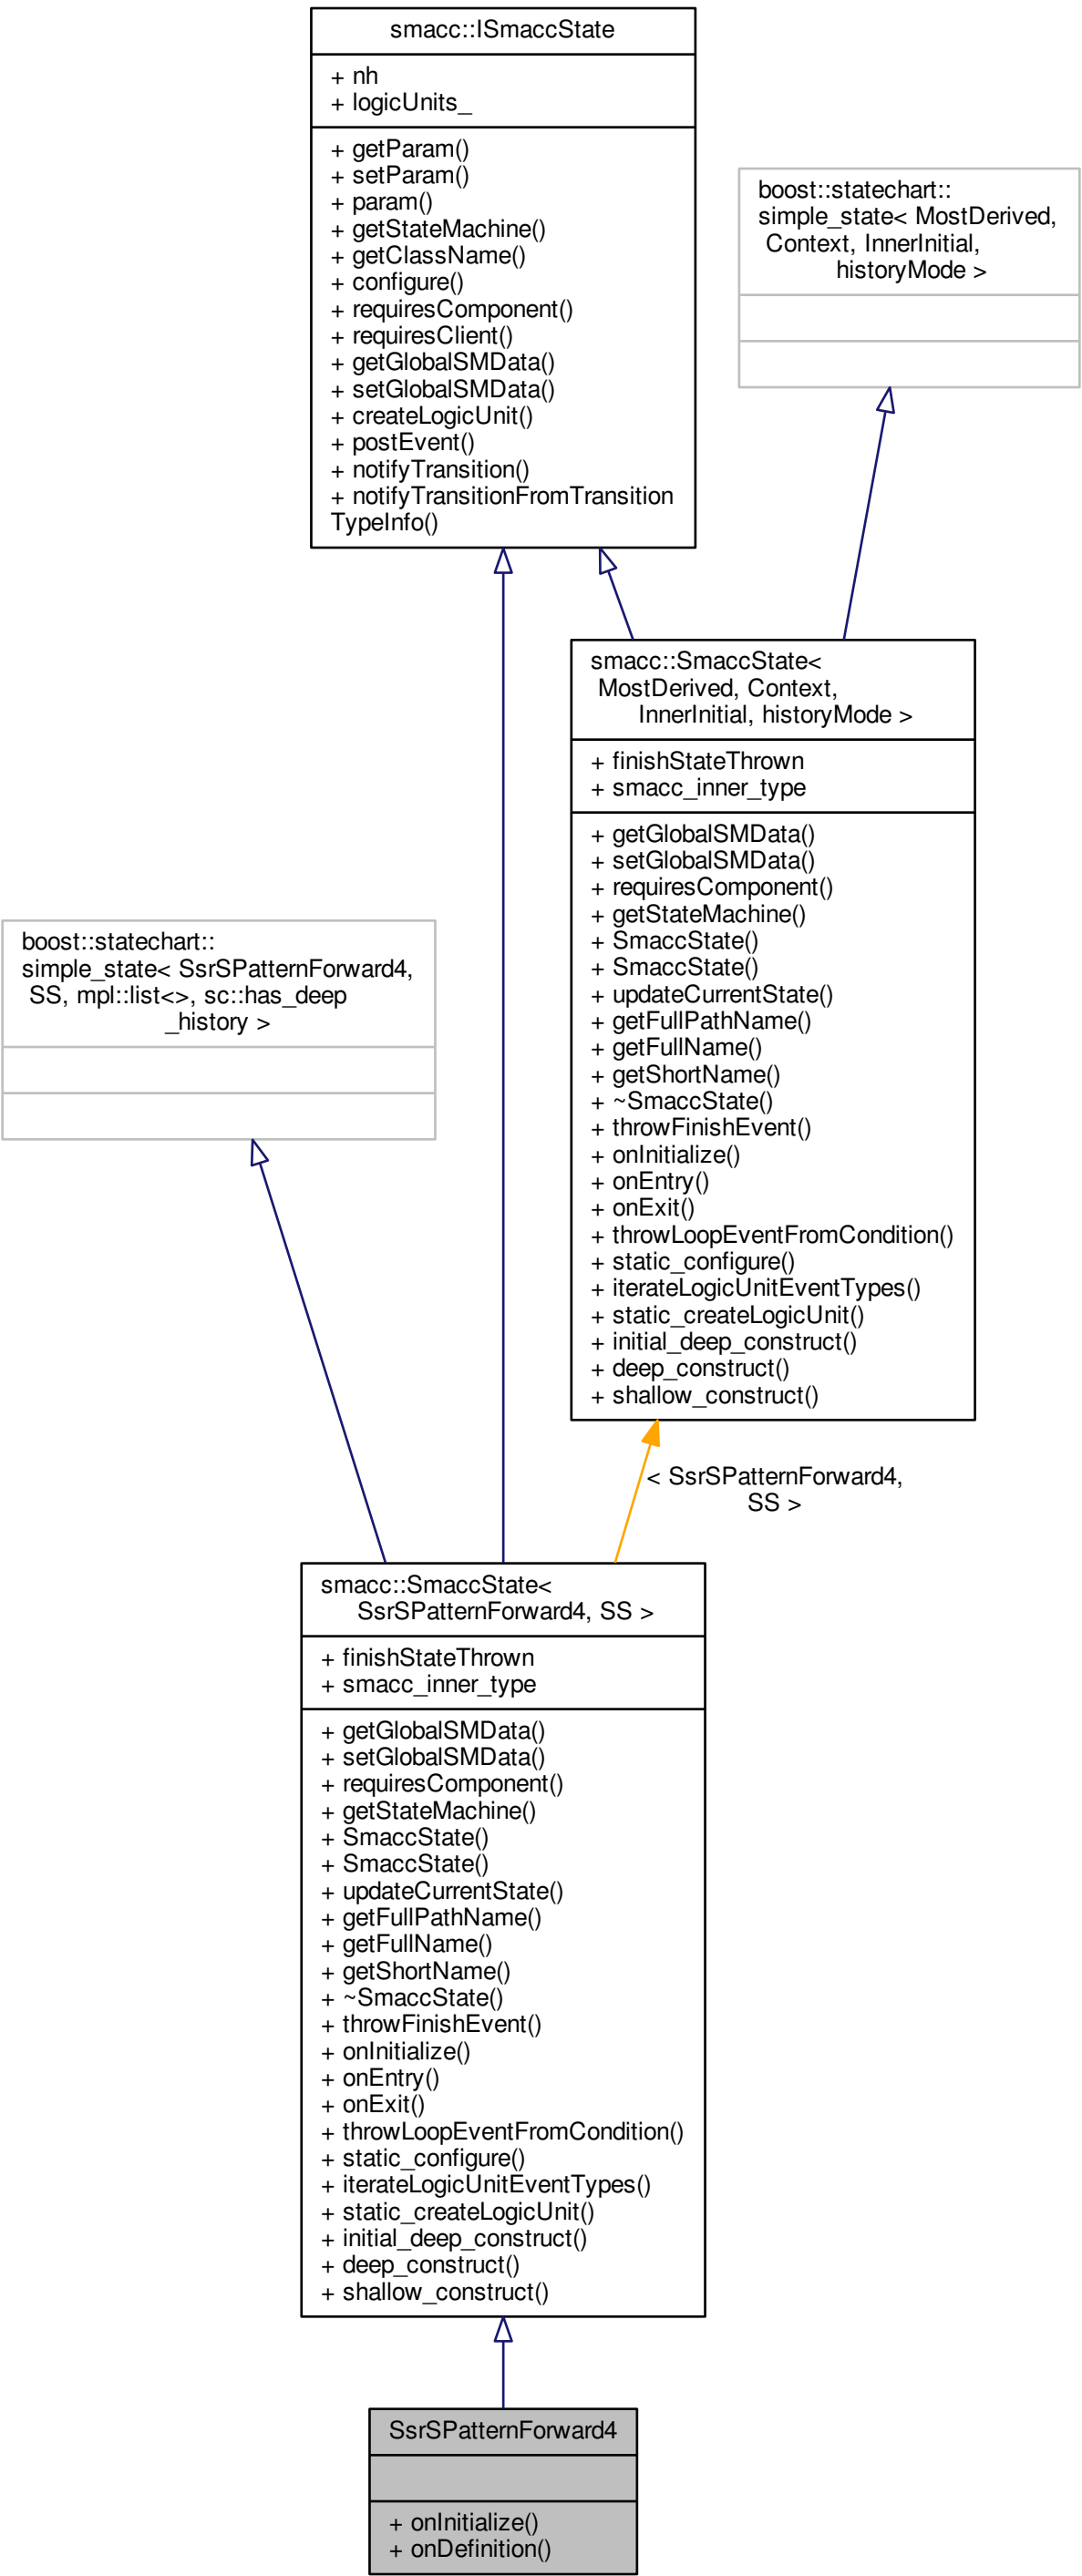 smacc::ISmaccState
+ nh
+ logicUnits_
+ getParam()
+ setParam()
+ param()
+ getStateMachine()
+ getClassName()
+ configure()
+ requiresComponent()
+ requiresClient()
+ getGlobalSMData()
+ setGlobalSMData()
+ createLogicUnit()
+ postEvent()
+ notifyTransition()
+ notifyTransitionFromTransition
TypeInfo()
boost::statechart::
simple_state< MostDerived,
Context, InnerInitial,
historyMode >
smacc::SmaccState<
MostDerived, Context,
InnerInitial, historyMode >
+ finishStateThrown
+ smacc_inner_type
+ getGlobalSMData()
+ setGlobalSMData()
+ requiresComponent()
+ getStateMachine()
+ SmaccState()
+ SmaccState()
+ updateCurrentState()
+ getFullPathName()
+ getFullName()
+ getShortName()
+ ~SmaccState()
+ throwFinishEvent()
+ onInitialize()
+ onEntry()
+ onExit()
+ throwLoopEventFromCondition()
+ static_configure()
+ iterateLogicUnitEventTypes()
+ static_createLogicUnit()
+ initial_deep_construct()
+ deep_construct()
+ shallow_construct()
boost::statechart::
simple_state< SsrSPatternForward4,
SS, mpl::list<>, sc::has_deep
_history >
< SsrSPatternForward4,
SS >
smacc::SmaccState<
SsrSPatternForward4, SS >
+ finishStateThrown
+ smacc_inner_type
+ getGlobalSMData()
+ setGlobalSMData()
+ requiresComponent()
+ getStateMachine()
+ SmaccState()
+ SmaccState()
+ updateCurrentState()
+ getFullPathName()
+ getFullName()
+ getShortName()
+ ~SmaccState()
+ throwFinishEvent()
+ onInitialize()
+ onEntry()
+ onExit()
+ throwLoopEventFromCondition()
+ static_configure()
+ iterateLogicUnitEventTypes()
+ static_createLogicUnit()
+ initial_deep_construct()
+ deep_construct()
+ shallow_construct()
SsrSPatternForward4
+ onInitialize()
+ onDefinition()